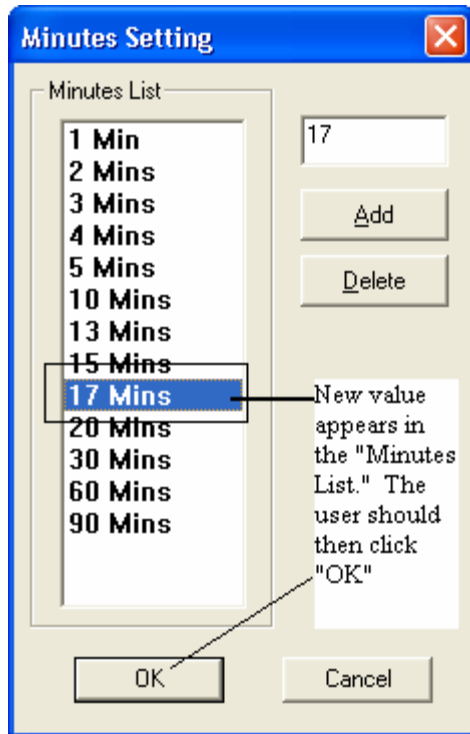 Minutes Setting
Minutes List
1 Min
2 Mins
3 Mins
4 Mins
5 Mins
10 Mins
13 Mins
15 Mins
17 Mins
20 Mins
30 Mins
60 Mins
90 Mins
17
Add
Delete
New value
appears in
the "Minutes
List." The
user should
then click
"OK"
OK
Cancel